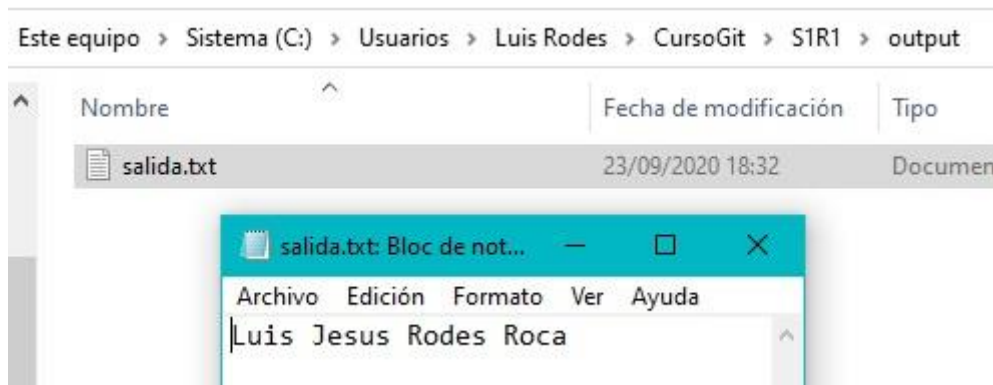 Este equipo > Sistema (C:) > Usuarios > Luis Rodes > CursoGit > S1R1 > output
Nombre Fecha de modificación Tipo
salida.txt 23/09/2020 18:32 Documen
salida.txt: Bloc de not...
Archivo Edición Formato Ver Ayuda
Luis Jesus Rodes Roca